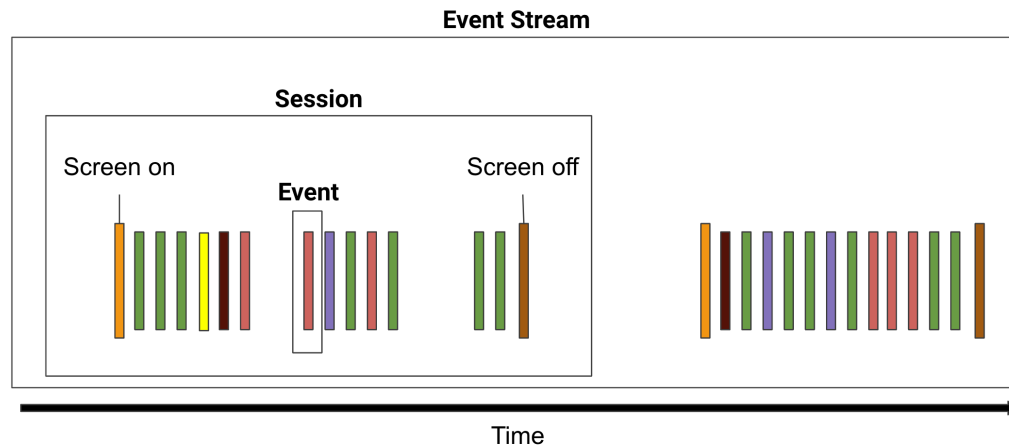 Event Stream
Session
Screen on
Screen off
Event
Time